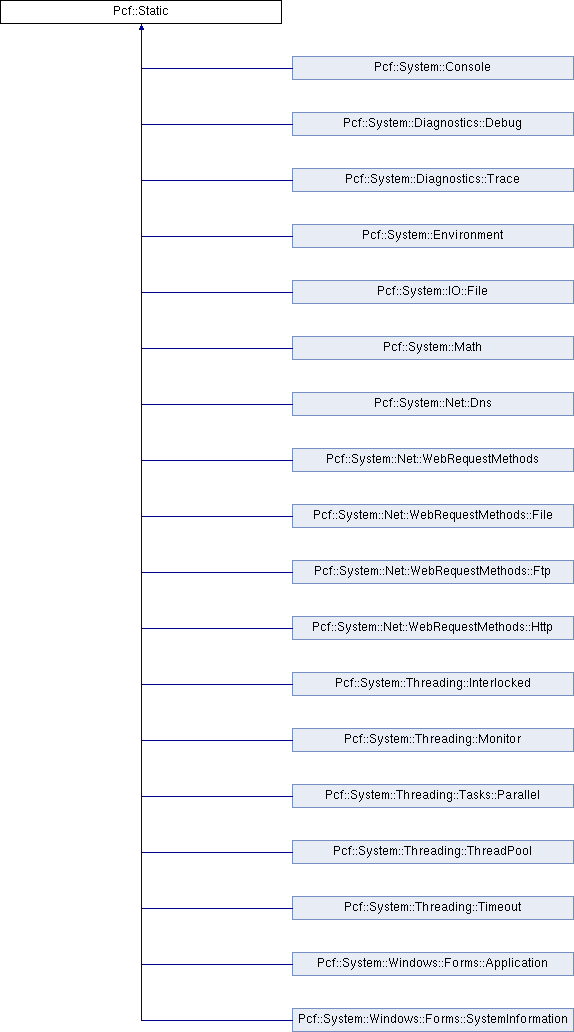 Pcf::Static
Pcf::System::Console
Pcf::System::Diagnostics::Debug
Pcf::System::Diagnostics::Trace
Pcf::System::Environment
Pcf::System::IO::File
Pcf::System::Math
Pcf::System::Net::Dns
Pcf::System::Net::WebRequestMethods
Pcf::System::Net::WebRequestMethods::File
Pcf::System::Net::WebRequestMethods::Ftp
Pcf::System::Net::WebRequestMethods::Http
Pcf::System::Threading::Interlocked
Pcf::System::Threading::Monitor
Pcf::System::Threading::Tasks::Parallel
Pcf::System::Threading::ThreadPool
Pcf::System::Threading::Timeout
Pcf::System::Windows::Forms::Application
Pcf::System::Windows::Forms::SystemInformation